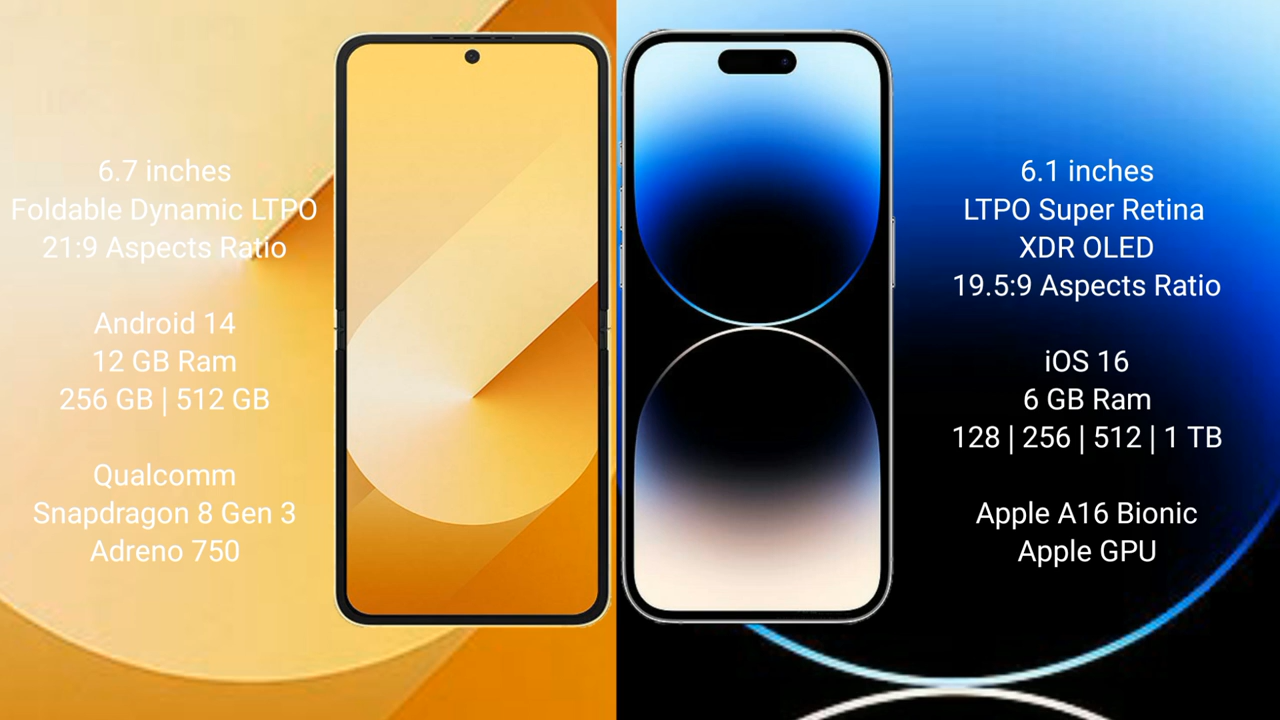 6.7 inches
Foldable Dynamic LTPO
21:9 Aspects Ratio
Android 14
12 GB Ram
256 GB | 512 GB
Qualcomm
Snapdragon 8 Gen 3
Adreno 750
6.1 inches
LTPO Super Retina
XDR OLED
19.5:9 Aspects Ratio
iOS 16
6 GB Ram
128 | 256 | 512 | 1 TB
Apple A16 Bionic
Apple GPU